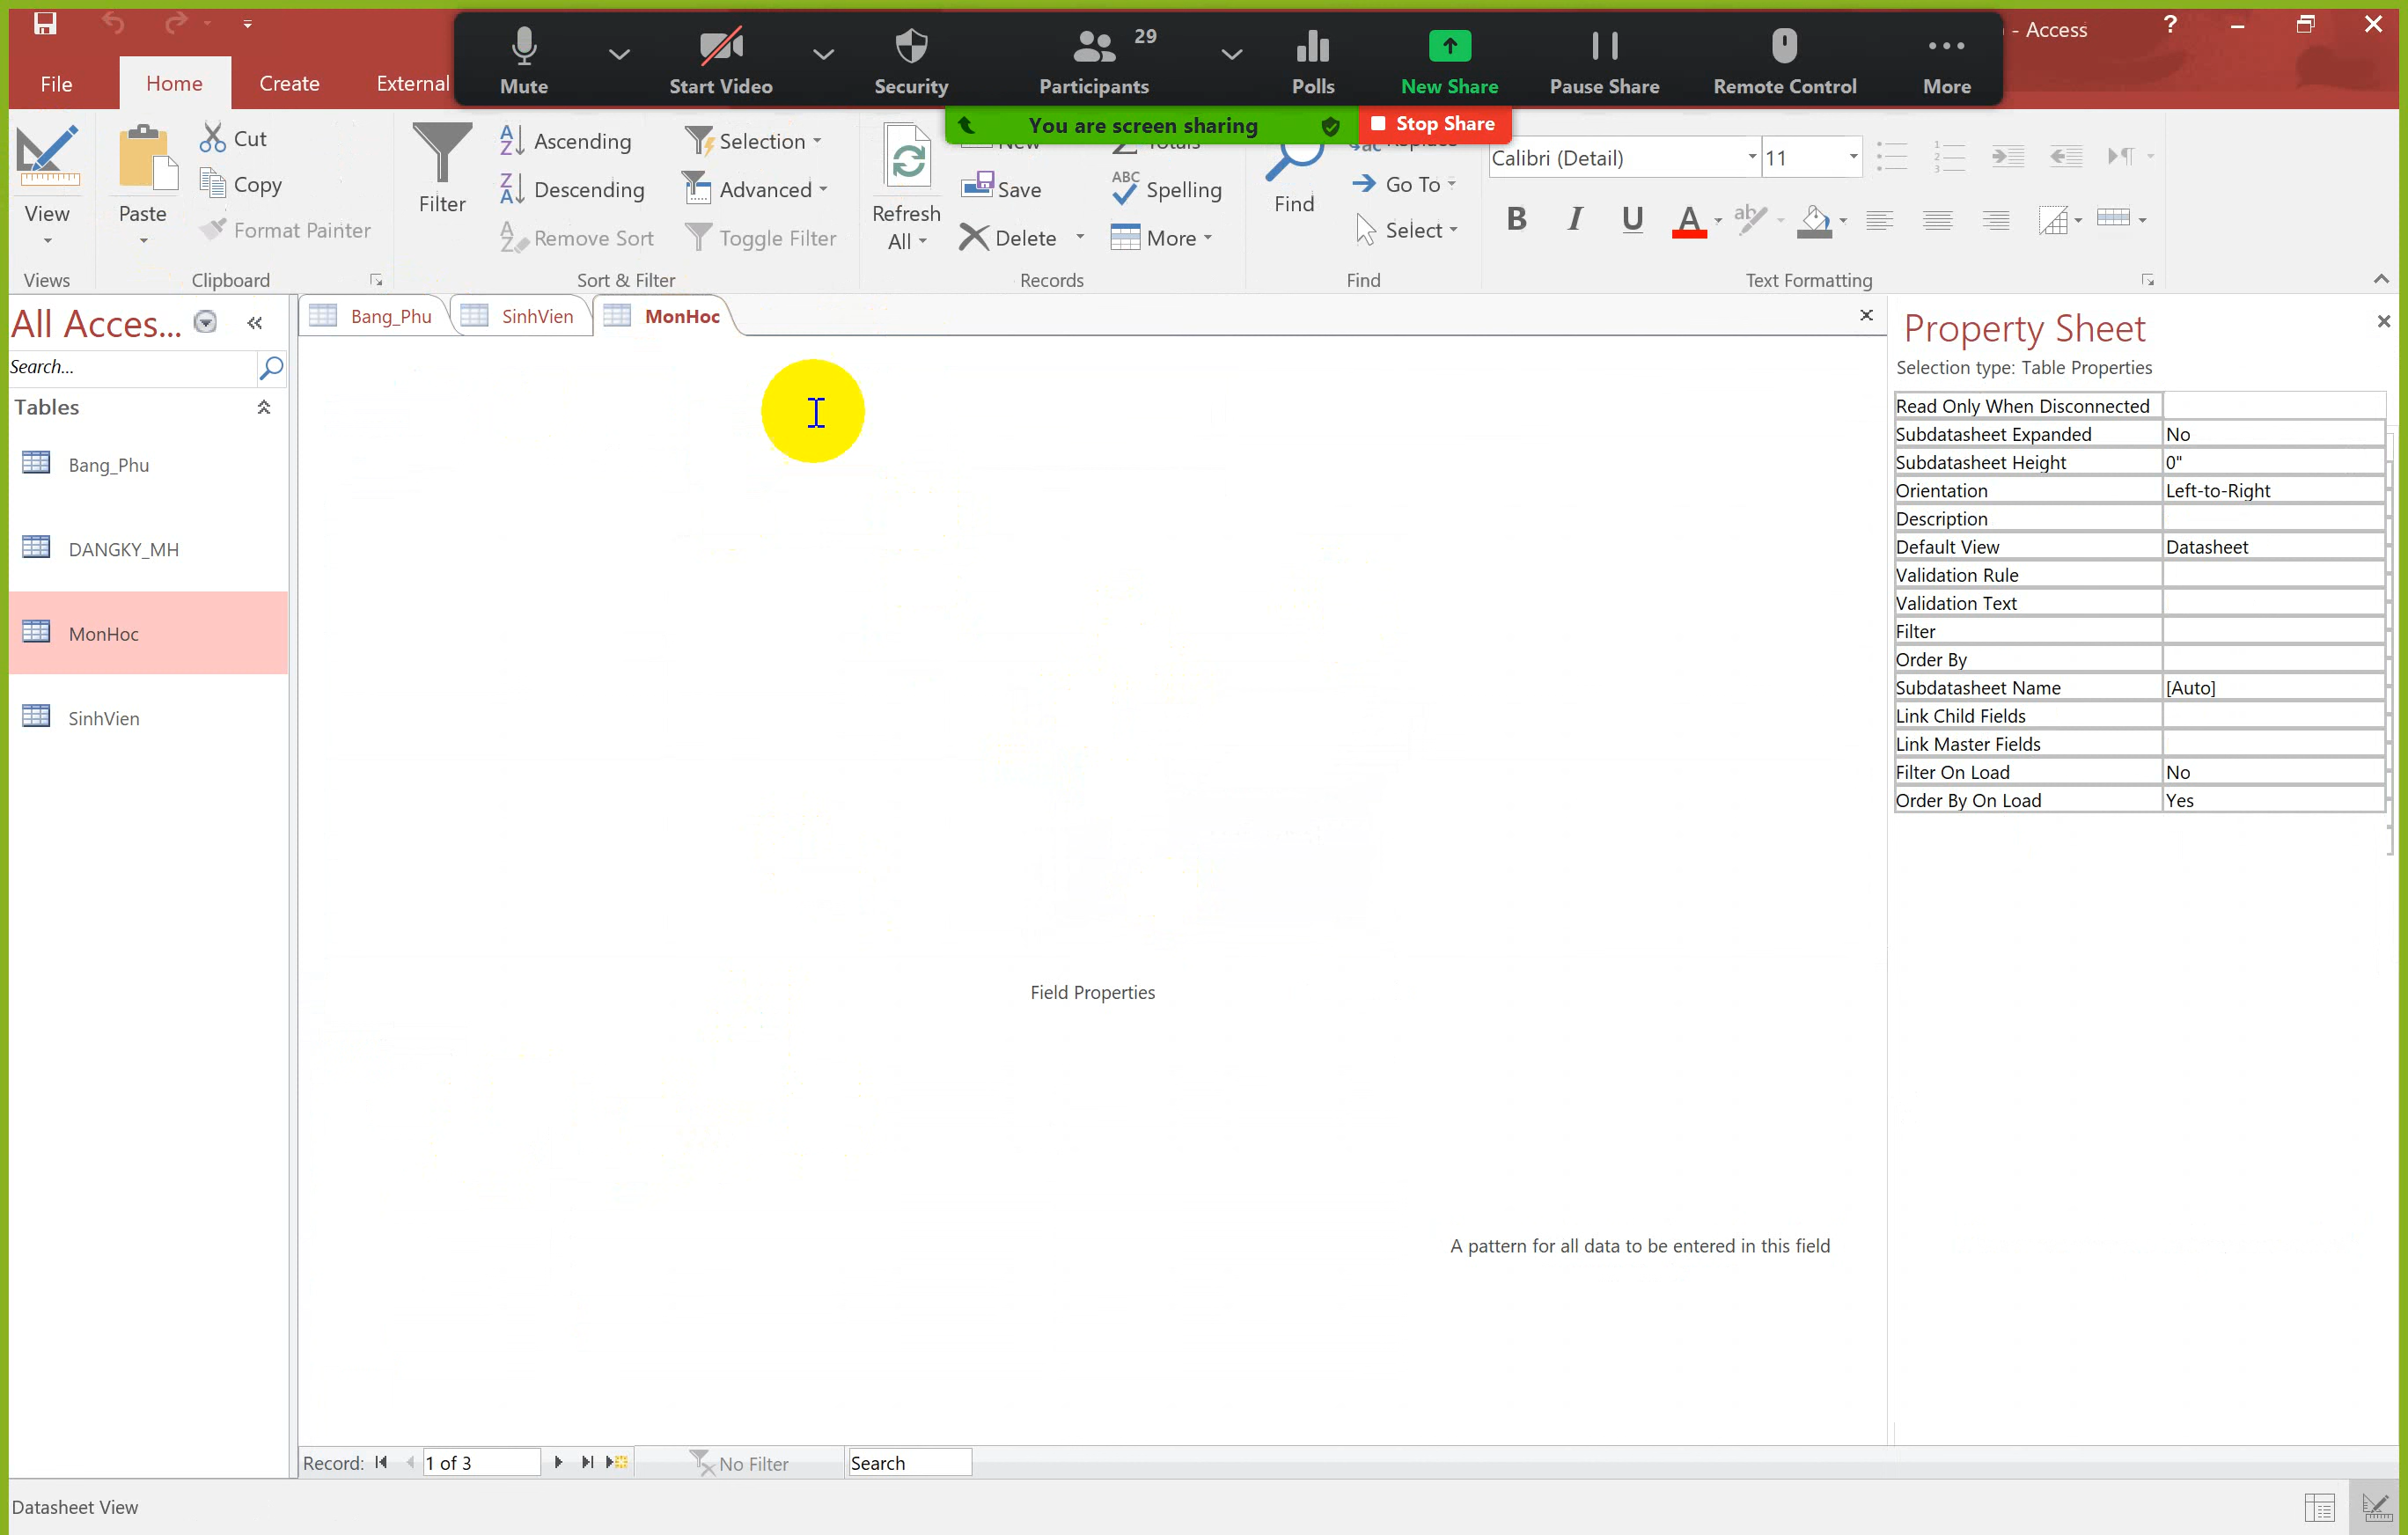 Mute
Start Video
Security
29
Participants
Polls
New Share
Pause Share
Remote Control
More
- Access
?
File
Home
Create
External
You are screen sharing
Stop Share
View
Paste
Cut
Copy
Format Painter
Filter
Ascending
Descending
Remove Sort
Selection
Advanced
Toggle Filter
Refresh
All
New
Save
Delete
Totals
Spelling
More
Find
Replace
Go To
Select
Calibri (Detail)
11
B I U A
Views
Clipboard
Sort & Filter
Records
Find
Text Formatting
All Acces...
Search...
Tables
Bang_Phu
DANGKY_MH
MonHoc
SinhVien
Bang_Phu
SinhVien
MonHoc
Field Properties
A pattern for all data to be entered in this field
Property Sheet
Selection type: Table Properties
Read Only When Disconnected
Subdatasheet Expanded No
Subdatasheet Height 0"
Orientation Left-to-Right
Description
Default View Datasheet
Validation Rule
Validation Text
Filter
Order By
Subdatasheet Name [Auto]
Link Child Fields
Link Master Fields
Filter On Load No
Order By On Load Yes
Record: 1 of 3 No Filter Search
Datasheet View